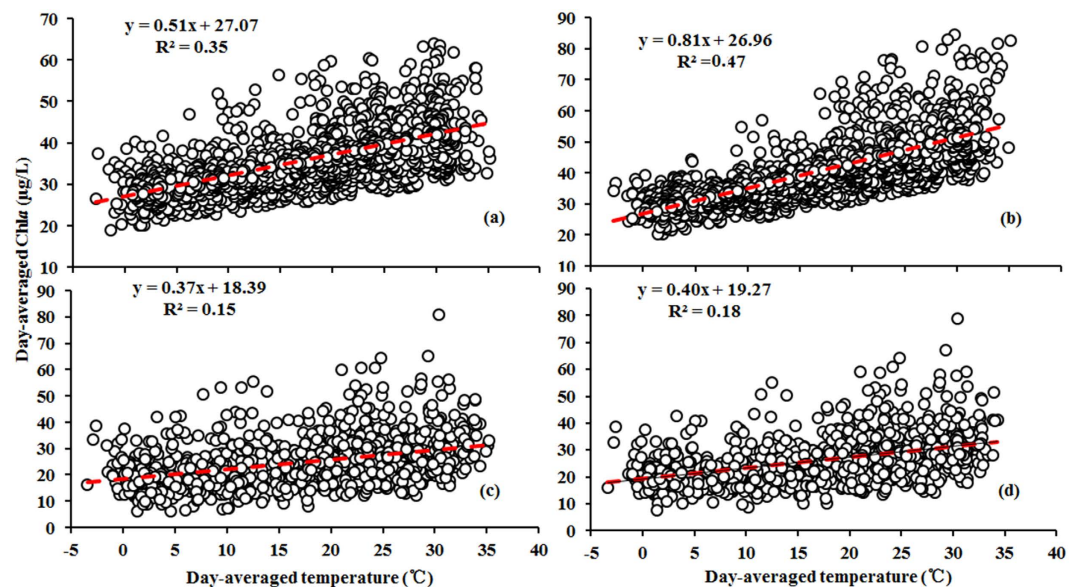 Day-averaged Chla (µg/L)
y = 0.51x + 27.07
R² = 0.35
70
60
50
40
30
20
10
(a)
y = 0.81x + 26.96
R² = 0.47
90
80
70
60
50
40
30
20
10
(b)
y = 0.37x + 18.39
R² = 0.15
90
80
70
60
50
40
30
20
10
0
(c)
-5 0 5 10 15 20 25 30 35 40
Day-averaged temperature (℃)
y = 0.40x + 19.27
R² = 0.18
90
80
70
60
50
40
30
20
10
0
(d)
-5 0 5 10 15 20 25 30 35 40
Day-averaged temperature (℃)